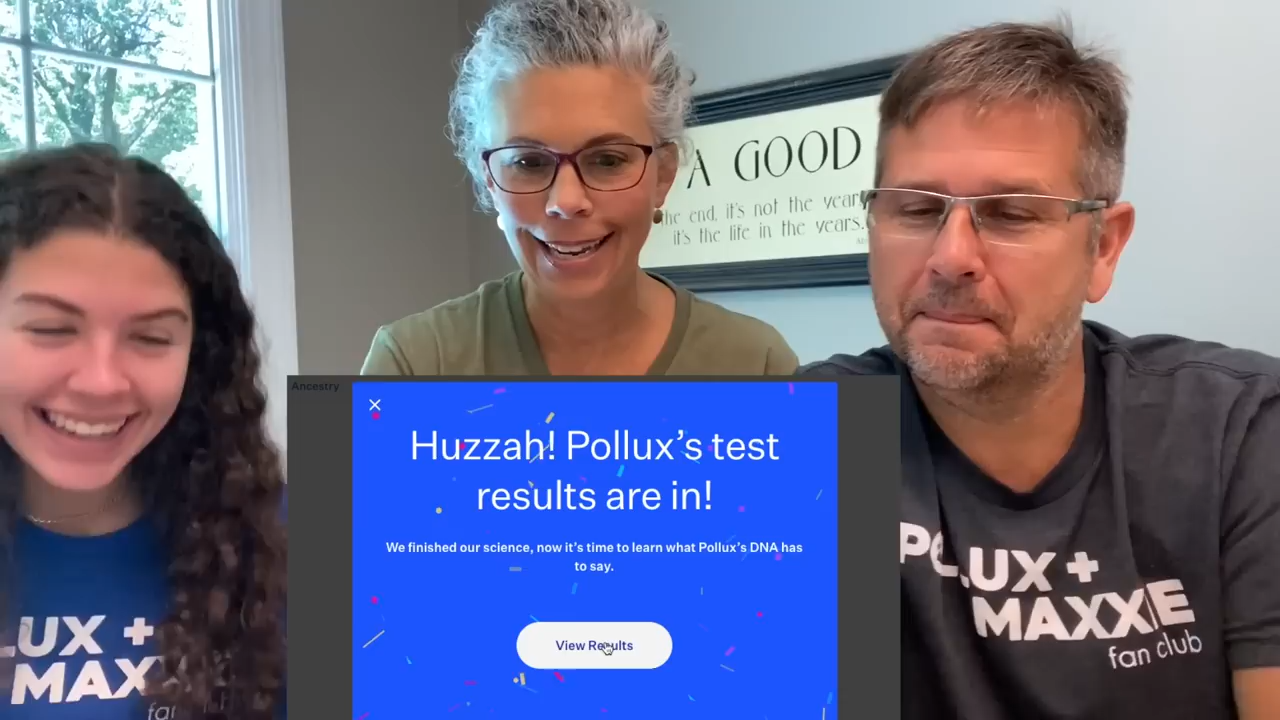 A GOOD
the end, it's not the year
it's the life in the years.
Ancestry
Huzzah! Pollux's test
results are in!
We finished our science, now it's time to learn what Pollux's DNA has
to say.
View Results
LUX +
MAXX
POLLUX +
MAXXIE
fan club